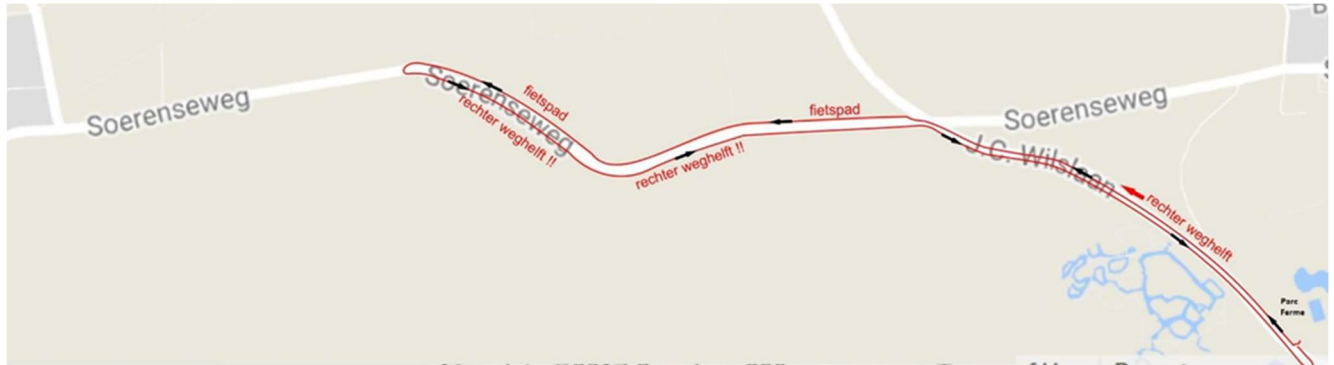 Soerenseweg
Soerenseweg
fietspad
rechter weghelft !!
fietspad
rechter weghelft !!
Soerenseweg
J.C. Wilslaan
rechter weghelft
Parc
Ferme